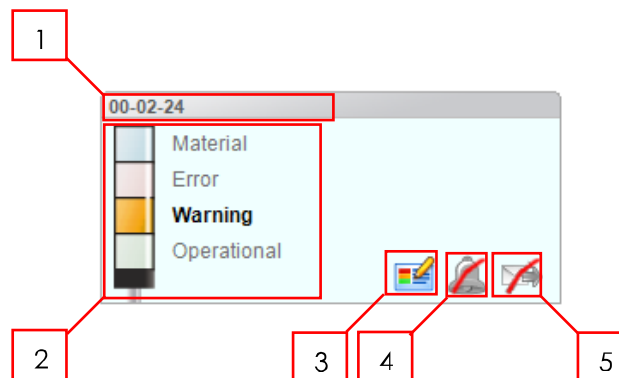 1
00-02-24
Material
Error
Warning
Operational
2
3
4
5